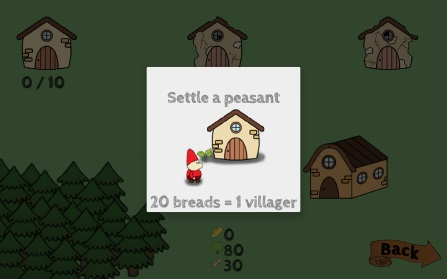 0 / 10
Settle a peasant
20 breads = 1 villager
0
80
30
Back